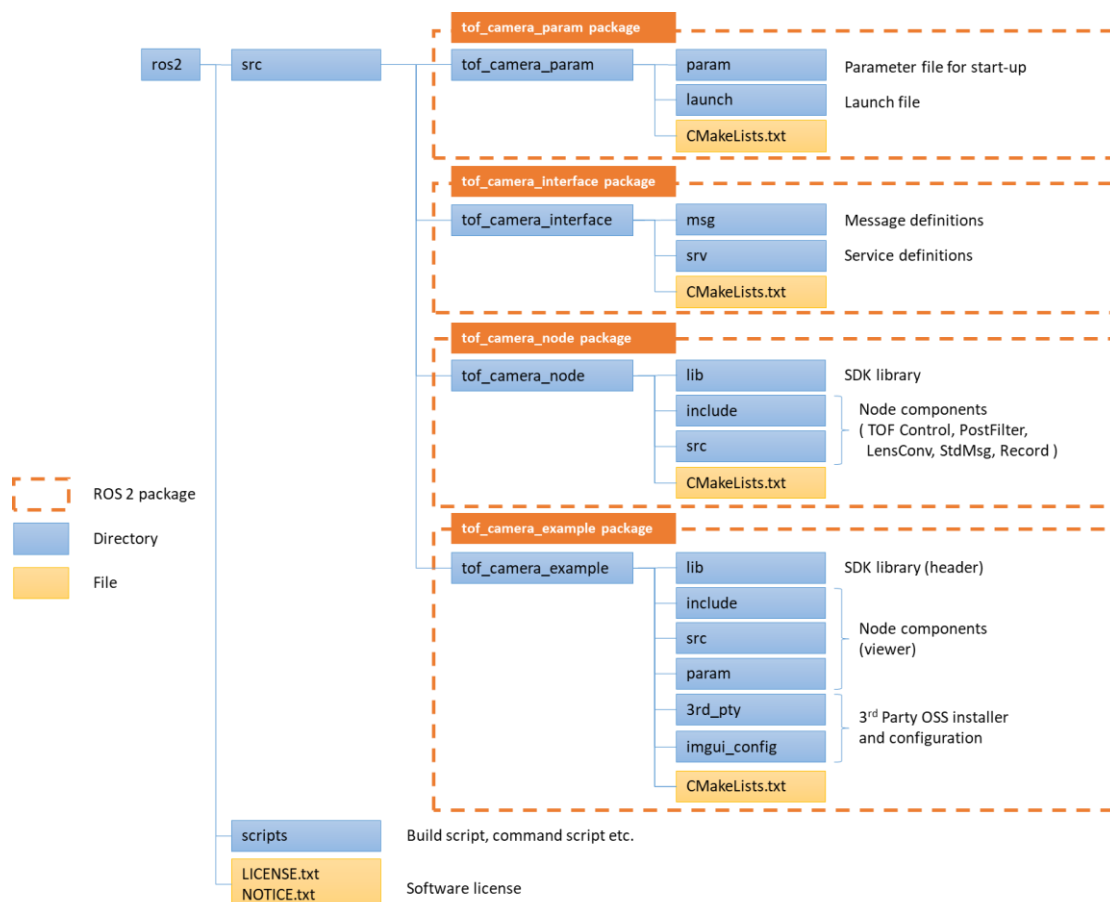 tof_camera_param package
ros2
src
tof_camera_param
param
Parameter file for start-up
launch
Launch file
CMakeLists.txt
tof_camera_interface package
tof_camera_interface
msg
Message definitions
srv
Service definitions
CMakeLists.txt
tof_camera_node package
tof_camera_node
lib
SDK library
include
Node components
( TOF Control, PostFilter,
LensConv, StdMsg, Record )
src
CMakeLists.txt
ROS 2 package
Directory
File
tof_camera_example package
tof_camera_example
lib
SDK library (header)
include
src
Node components
(viewer)
param
3rd_pty
3rd Party OSS installer
and configuration
imgui_config
CMakeLists.txt
scripts
Build script, command script etc.
LICENSE.txt
NOTICE.txt
Software license